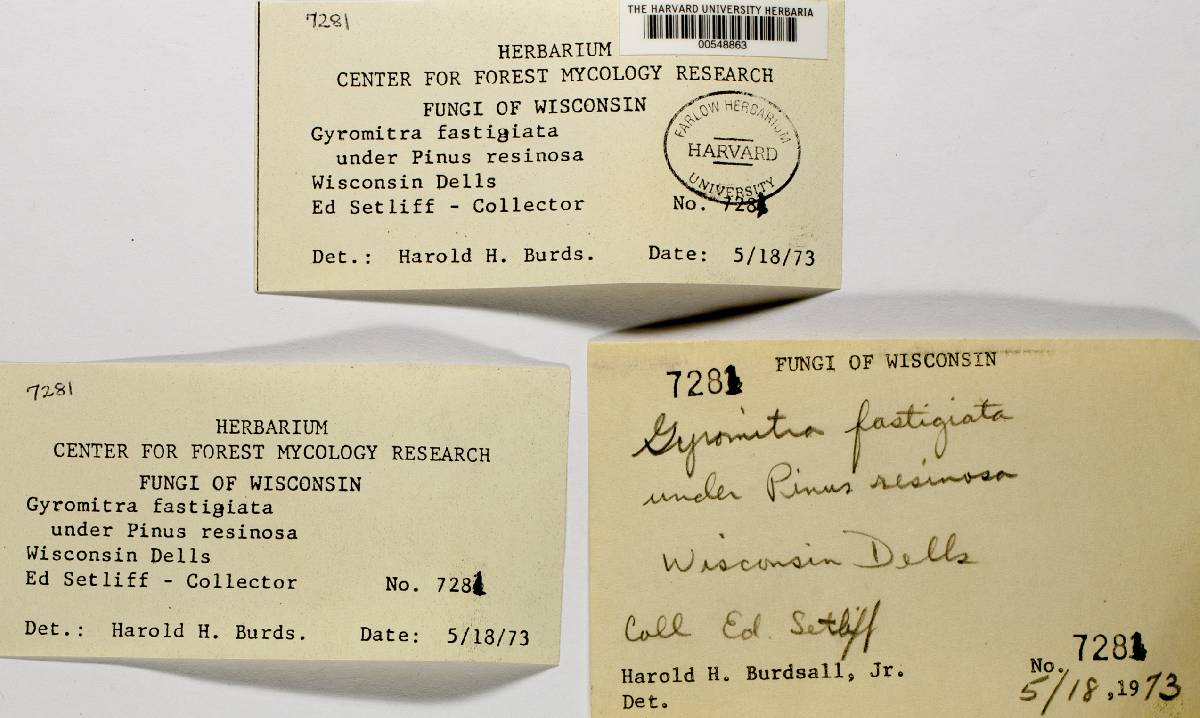 7281
THE HARVARD UNIVERSITY HERBARIA
00548863
HERBARIUM
CENTER FOR FOREST MYCOLOGY RESEARCH
FUNGI OF WISCONSIN
Gyromitra fastigiata
under Pinus resinosa
Wisconsin Dells
Ed Setliff - Collector No. 7281
FARLOW HERBARIUM
HARVARD
UNIVERSITY
Det.: Harold H. Burds. Date: 5/18/73
7281
HERBARIUM
CENTER FOR FOREST MYCOLOGY RESEARCH
FUNGI OF WISCONSIN
Gyromitra fastigiata
under Pinus resinosa
Wisconsin Dells
Ed Setliff - Collector No. 7281
Det.: Harold H. Burds. Date: 5/18/73
7281 FUNGI OF WISCONSIN
Gyromitra fastigiata
under Pinus resinosa
Wisconsin Dells
Coll Ed. Setliff
Harold H. Burdsall, Jr. No. 7281
Det. 5/18, 1973